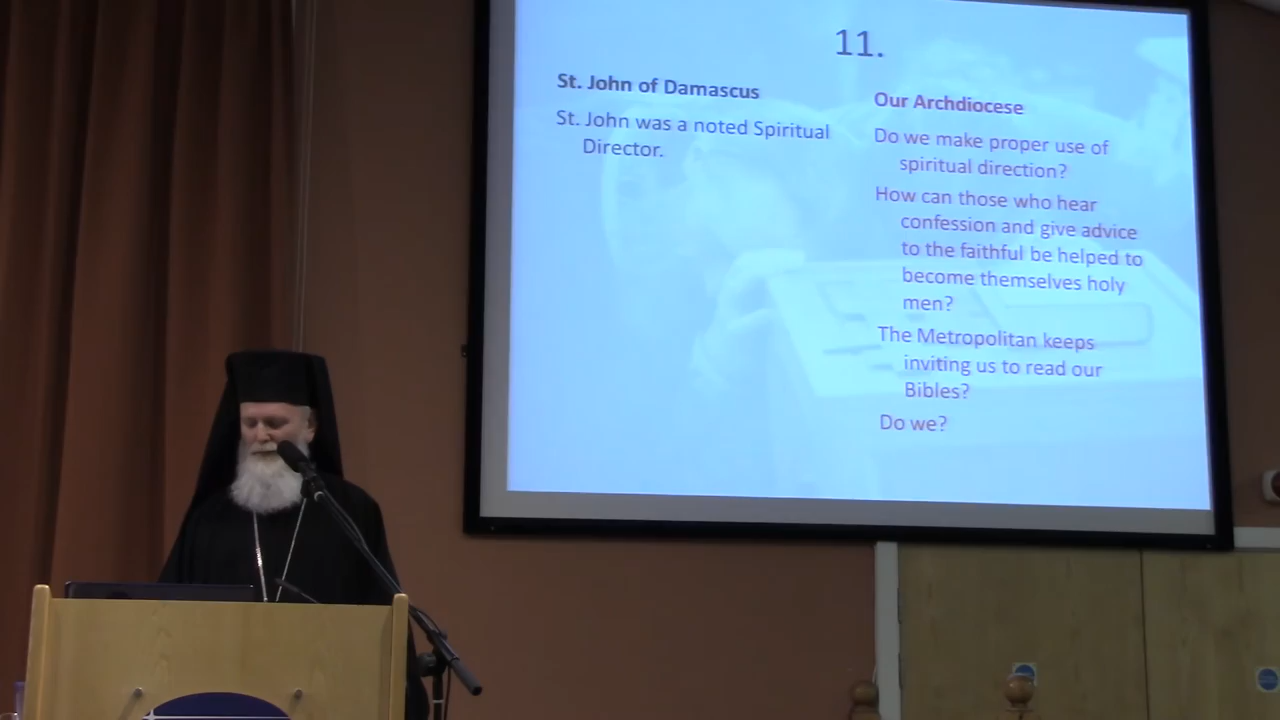 11.
St. John of Damascus
St. John was a noted Spiritual
Director.
Our Archdiocese
Do we make proper use of
spiritual direction?
How can those who hear
confession and give advice
to the faithful be helped to
become themselves holy
men?
The Metropolitan keeps
inviting us to read our
Bibles?
Do we?